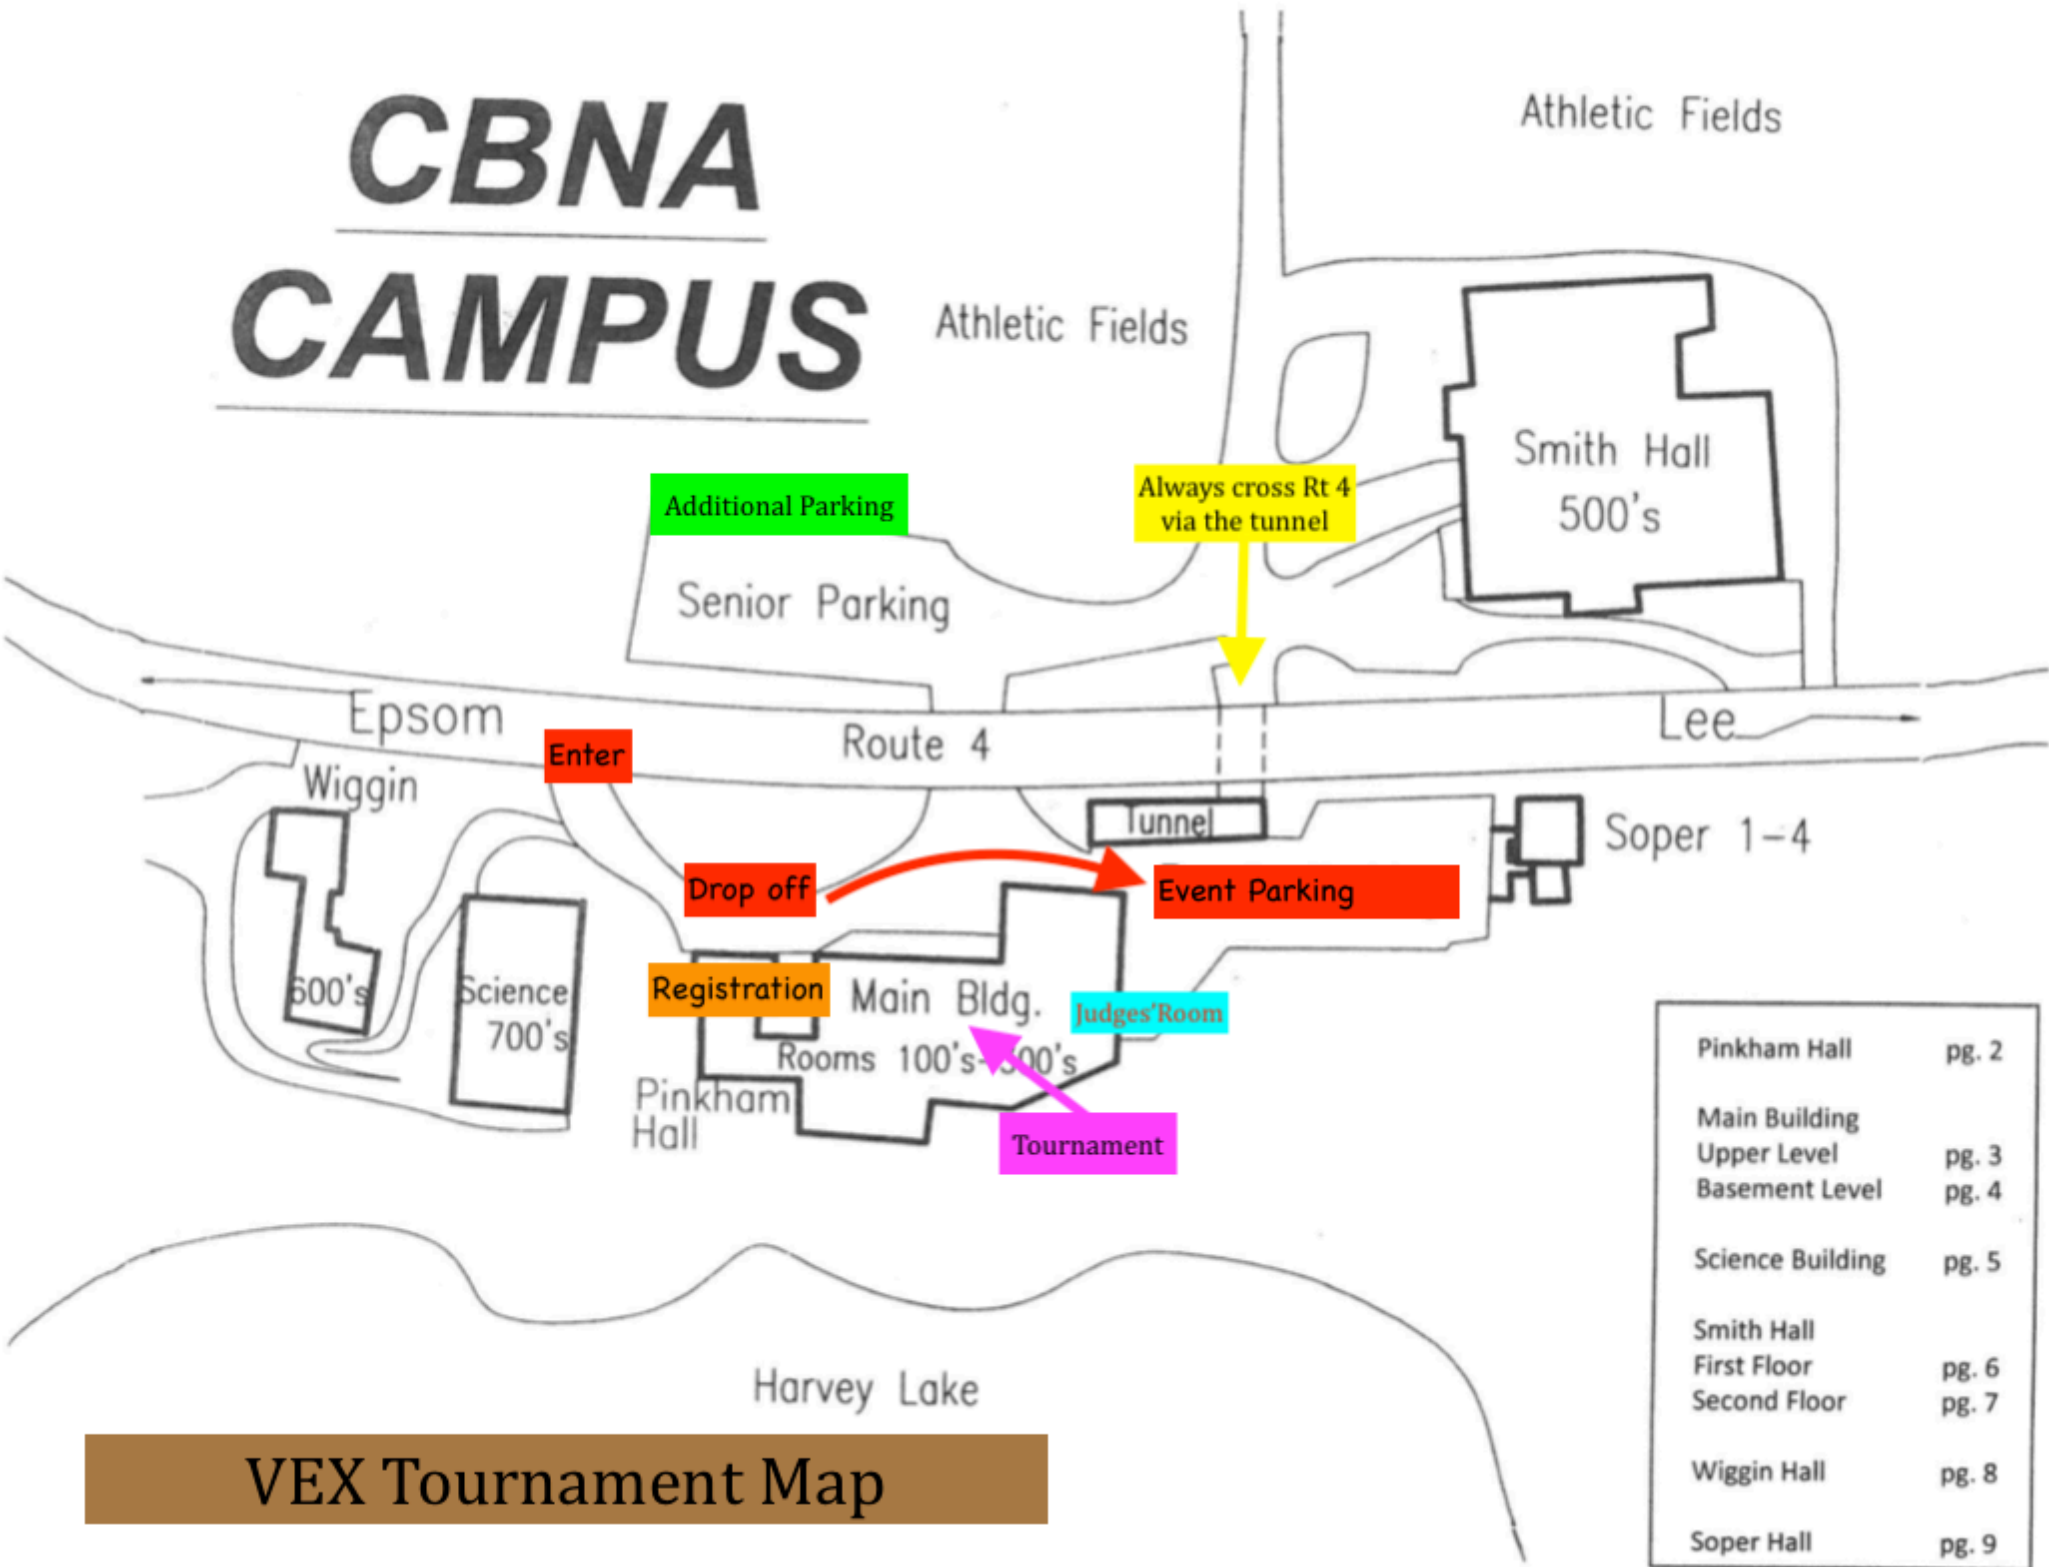 CBNA
CAMPUS
Athletic Fields
Athletic Fields
Smith Hall
500's
Additional Parking
Always cross Rt 4
via the tunnel
Senior Parking
Epsom
Route 4
Lee
Enter
Wiggin
Tunnel
Soper 1-4
Drop off
Event Parking
600's
Science
700's
Registration
Main Bldg.
Judges'Room
Rooms 100's-
Pinkham
Hall
Tournament
Harvey Lake
VEX Tournament Map
Pinkham Hall pg. 2
Main Building
Upper Level pg. 3
Basement Level pg. 4
Science Building pg. 5
Smith Hall
First Floor pg. 6
Second Floor pg. 7
Wiggin Hall pg. 8
Soper Hall pg. 9